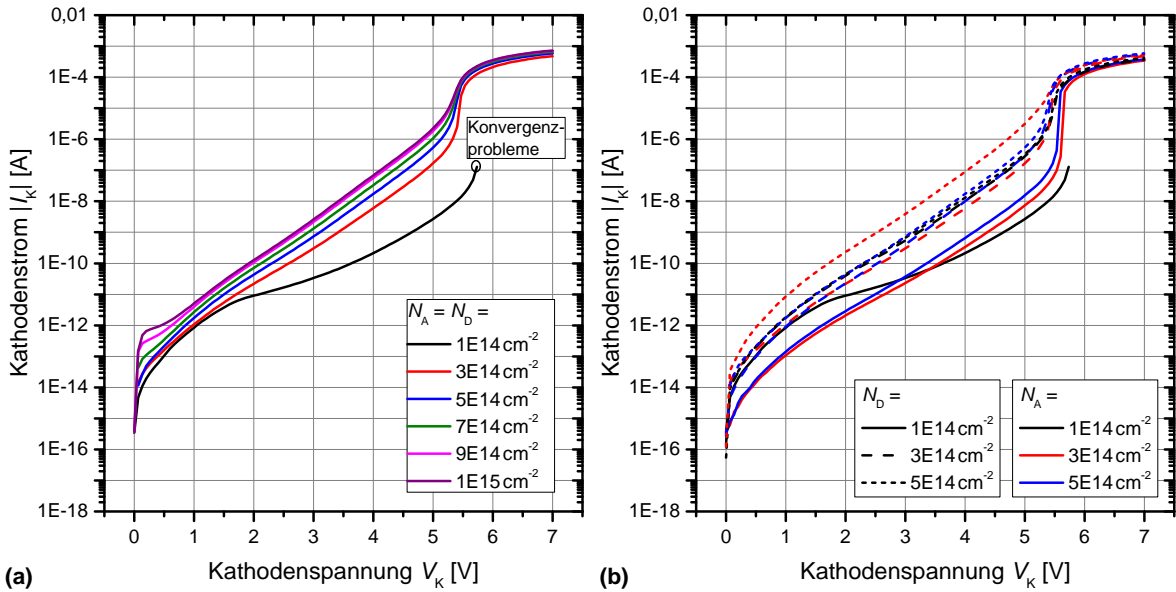 0,01
1E-4
1E-6
1E-8
1E-10
1E-12
1E-14
1E-16
1E-18
Kathodenstrom |I_K| [A]
0 1 2 3 4 5 6 7
Kathodenspannung V_K [V]
(a)
Konvergenz-
probleme
N_A = N_D =
1E14 cm^-2
3E14 cm^-2
5E14 cm^-2
7E14 cm^-2
9E14 cm^-2
1E15 cm^-2
0,01
1E-4
1E-6
1E-8
1E-10
1E-12
1E-14
1E-16
1E-18
Kathodenstrom |I_K| [A]
0 1 2 3 4 5 6 7
Kathodenspannung V_K [V]
(b)
N_D =
1E14 cm^-2
3E14 cm^-2
5E14 cm^-2
N_A =
1E14 cm^-2
3E14 cm^-2
5E14 cm^-2